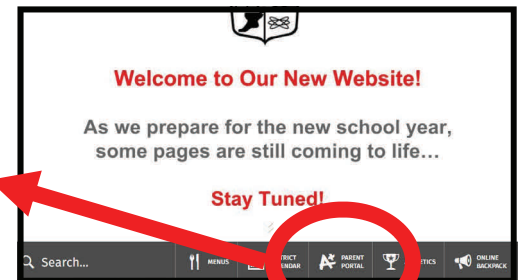 Welcome to Our New Website!
As we prepare for the new school year,
some pages are still coming to life...
Stay Tuned!
Search...
MENUS
PARENT
PORTAL
ONLINE
BACKPACK